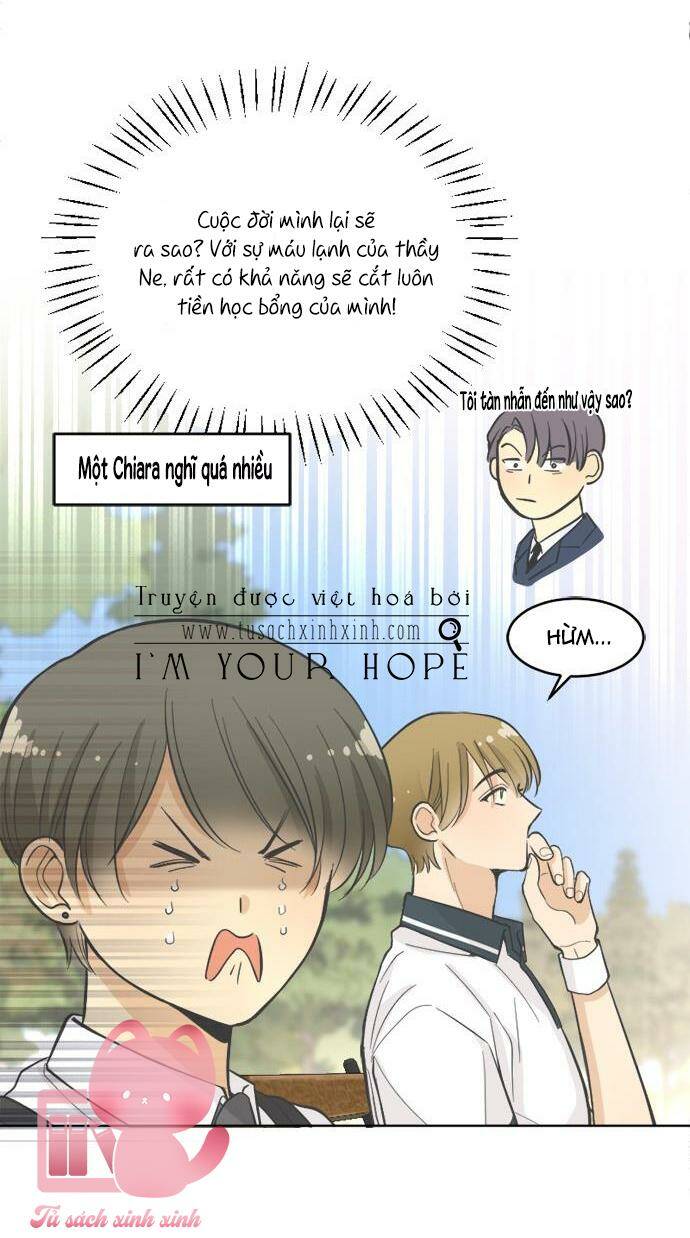 Cuộc đời mình lại sẽ
ra sao? Với sự máu lạnh của thầy
Ne, rất có khả năng sẽ cắt luôn
tiền học bổng của mình!
Tôi tàn nhẫn đến như vậy sao?
Một Chiara nghĩ quá nhiều
Truyện được việt hoá bởi
www.tusachxinhxinh.com
I'M YOUR HOPE
HỪM...
Tủ sách xinh xinh